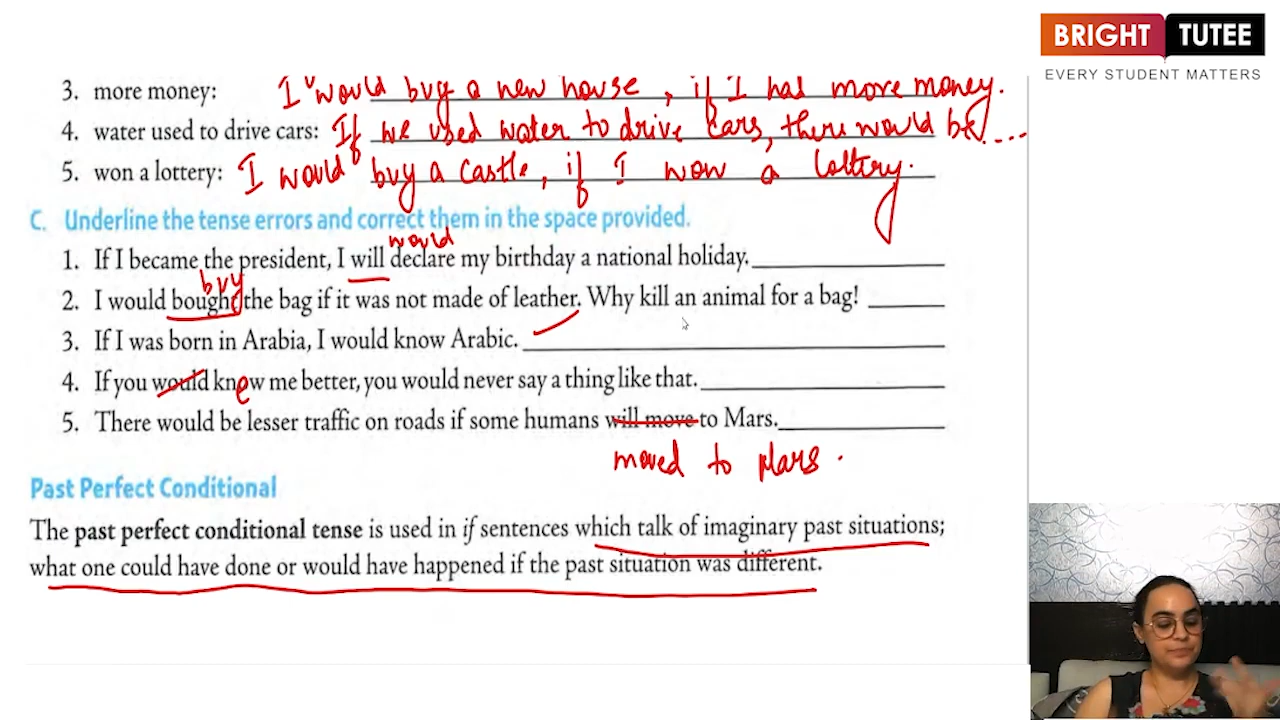 BRIGHT TUTEE
EVERY STUDENT MATTERS
3. more money: I would buy a new house, if I had more money.
4. water used to drive cars: If we used water to drive cars, there would be ...
5. won a lottery: I would buy a castle, if I won a lottery.
C. Underline the tense errors and correct them in the space provided.
would
1. If I became the president, I will declare my birthday a national holiday.
buy
2. I would bought the bag if it was not made of leather. Why kill an animal for a bag!
3. If I was born in Arabia, I would know Arabic.
4. If you would knew me better, you would never say a thing like that.
5. There would be lesser traffic on roads if some humans will move to Mars.
moved to Mars.
Past Perfect Conditional
The past perfect conditional tense is used in if sentences which talk of imaginary past situations;
what one could have done or would have happened if the past situation was different.